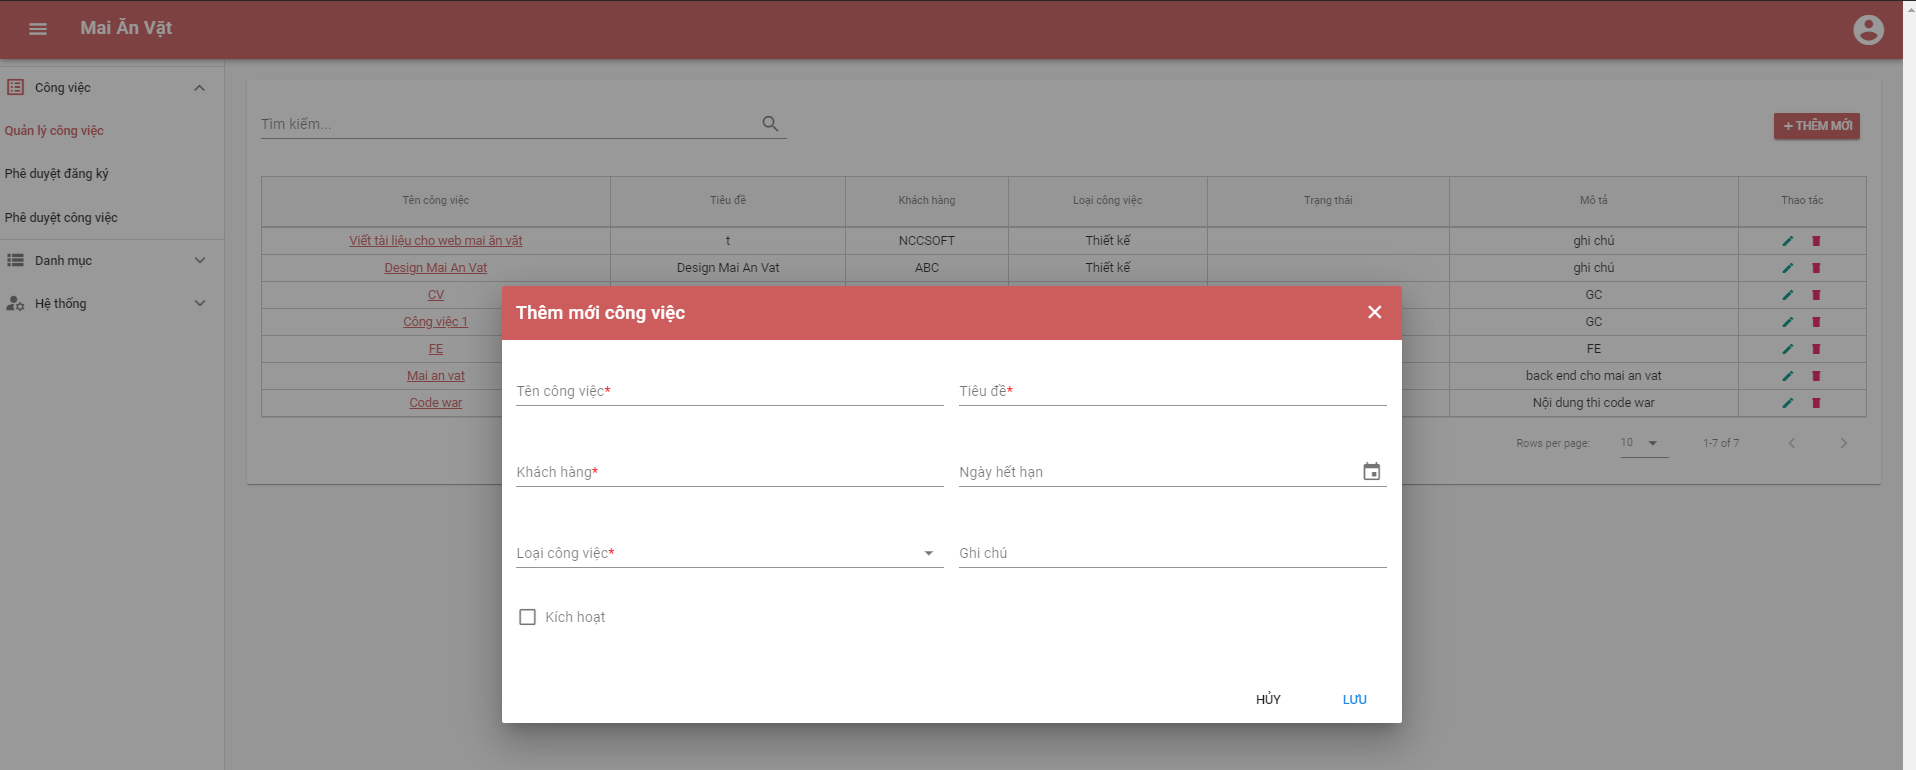 Mai Ăn Vặt
Công việc
Quản lý công việc
Phê duyệt đăng ký
Phê duyệt công việc
Danh mục
Hệ thống
Tìm kiếm...
+ THÊM MỚI
Tên công việc Tiêu đề Khách hàng Loại công việc Trạng thái Mô tả Thao tác
Viết tài liệu cho web mai ăn vặt t NCCSOFT Thiết kế ghi chú
Design Mai An Vat Design Mai An Vat ABC Thiết kế ghi chú
CV GC
Công việc 1 GC
FE FE
Mai an vat back end cho mai an vat
Code war Nội dung thi code war
Rows per page: 10 1-7 of 7
Thêm mới công việc
Tên công việc* Tiêu đề*
Khách hàng* Ngày hết hạn
Loại công việc* Ghi chú
Kích hoạt
HỦY LƯU